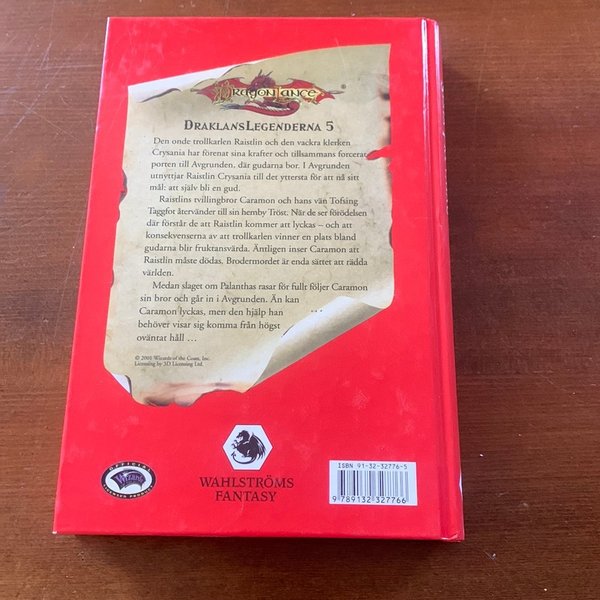 DRAGONLANCE
DRAKLANSLEGENDERNA 5
Den onde trollkarlen Raistlin och den vackra klerken
Crysania har förenat sina krafter och tillsammans forcerat
porten till Avgrunden, där gudarna bor. I Avgrunden
utnyttjar Raistlin Crysania till det yttersta för att nå sitt
mål: att själv bli en gud.
Raistlins tvillingbror Caramon och hans vän Tofsing
Taggfot återvänder till sin hemby Tröst. När de ser förödelsen
där förstår de att Raistlin kommer att lyckas – och att
konsekvenserna av att trollkarlen vinner en plats bland
gudarna blir fruktansvärda. Äntligen inser Caramon att
Raistlin måste dödas. Brodermordet är enda sättet att rädda
världen.
Medan slaget om Palanthas rasar för fullt följer Caramon
sin bror och går in i Avgrunden. Än kan
Caramon lyckas, men den hjälp han
behöver visar sig komma från högst
oväntat håll …
…
© 2001 Wizards of the Coast, Inc.
Licensing by 3D Licensing Ltd.
OFFICIAL
Wizards
LICENSED PRODUCT
WAHLSTRÖMS
FANTASY
ISBN 91-32-32776-5
9 789132 327766